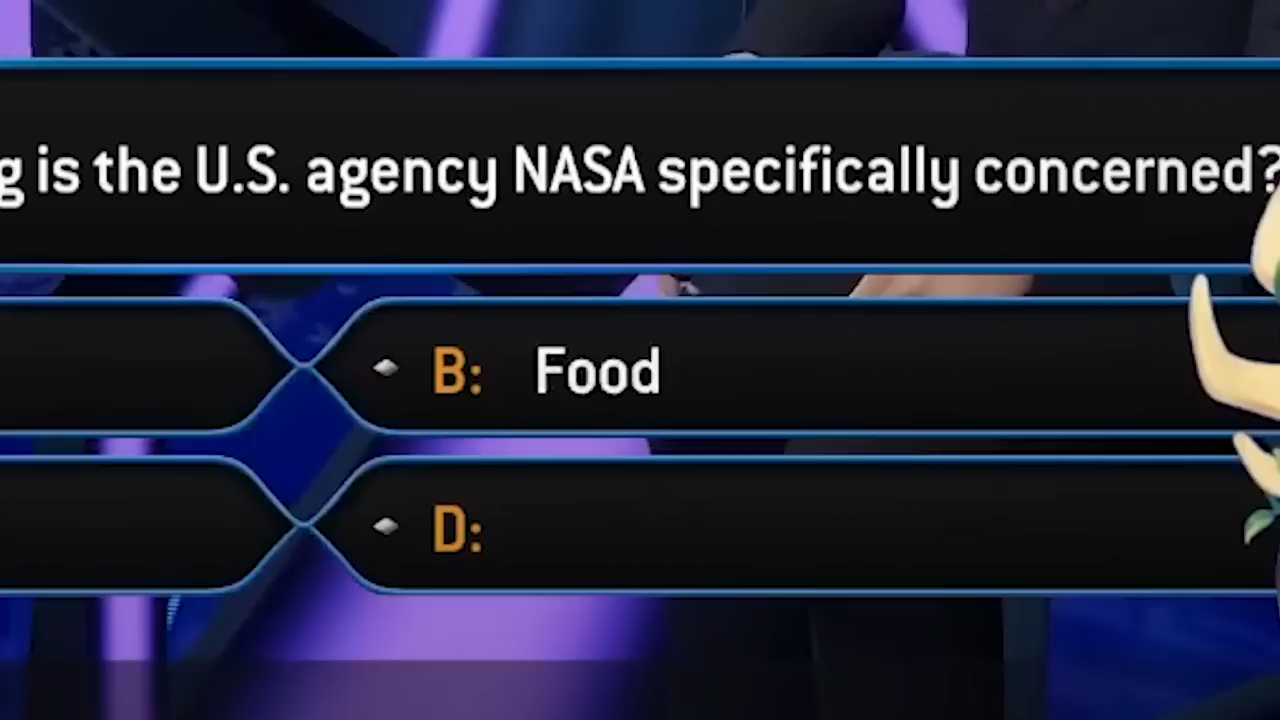 is the U.S. agency NASA specifically concerned?
B: Food
D: